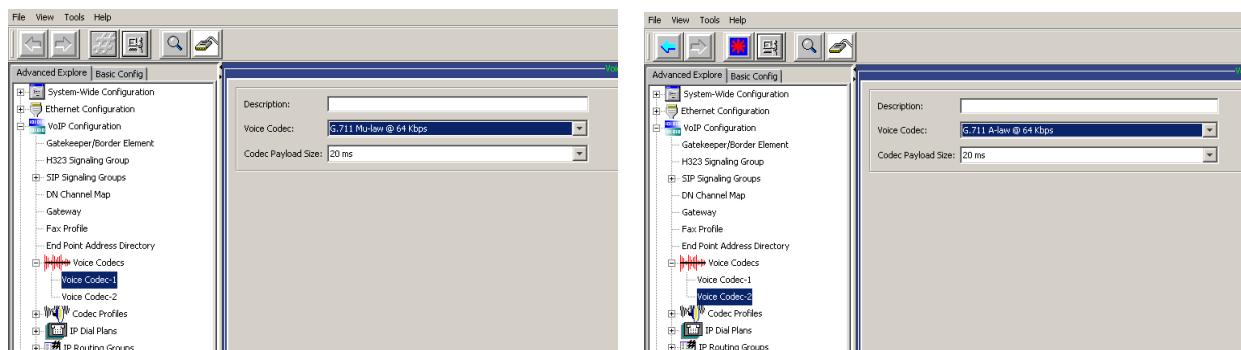 File View Tools Help
Advanced Explore Basic Config
System-Wide Configuration
Ethernet Configuration
VoIP Configuration
Gatekeeper/Border Element
H323 Signaling Group
SIP Signaling Groups
DN Channel Map
Gateway
Fax Profile
End Point Address Directory
Voice Codecs
Voice Codec-1
Voice Codec-2
Codec Profiles
IP Dial Plans
IP Routing Groups
Description:
Voice Codec: G.711 Mu-law @ 64 Kbps
Codec Payload Size: 20 ms
File View Tools Help
Advanced Explore Basic Config
System-Wide Configuration
Ethernet Configuration
VoIP Configuration
Gatekeeper/Border Element
H323 Signaling Group
SIP Signaling Groups
DN Channel Map
Gateway
Fax Profile
End Point Address Directory
Voice Codecs
Voice Codec-1
Voice Codec-2
Codec Profiles
IP Dial Plans
IP Routing Groups
Description:
Voice Codec: G.711 A-law @ 64 Kbps
Codec Payload Size: 20 ms